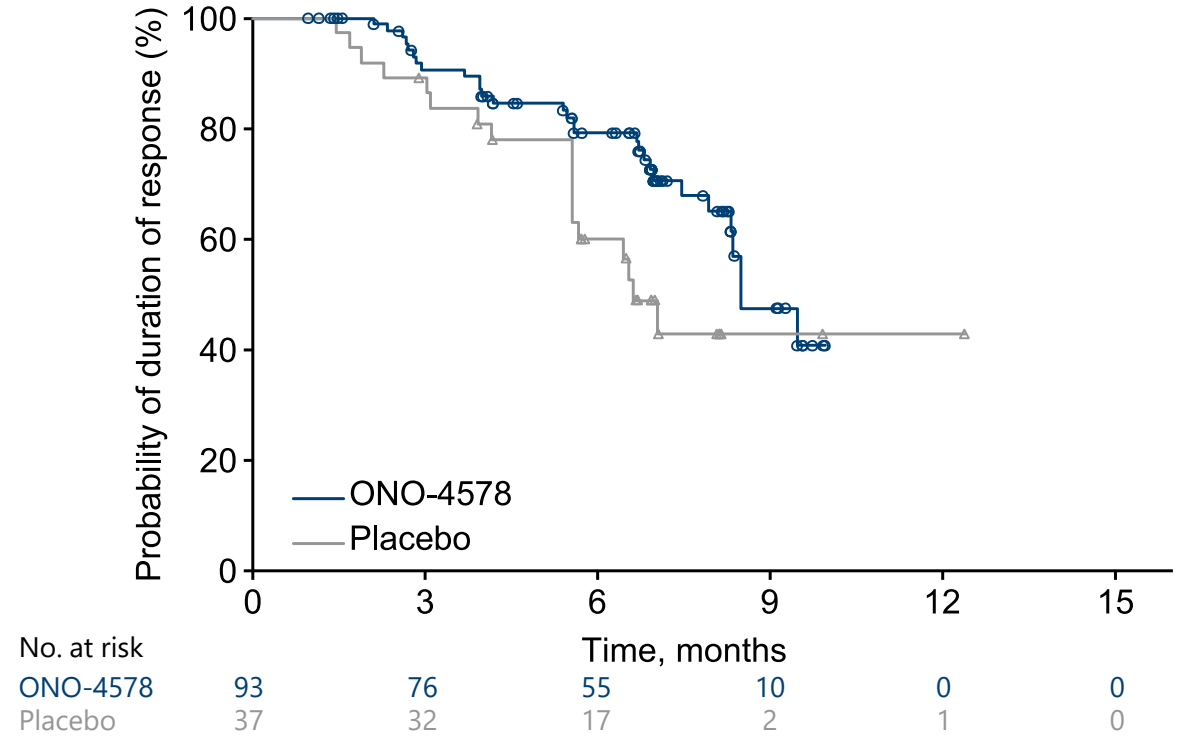 Probability of duration of response (%)
100
80
60
40
20
0
ONO-4578
Placebo
0 3 6 9 12 15
Time, months
No. at risk
ONO-4578 93 76 55 10 0 0
Placebo 37 32 17 2 1 0